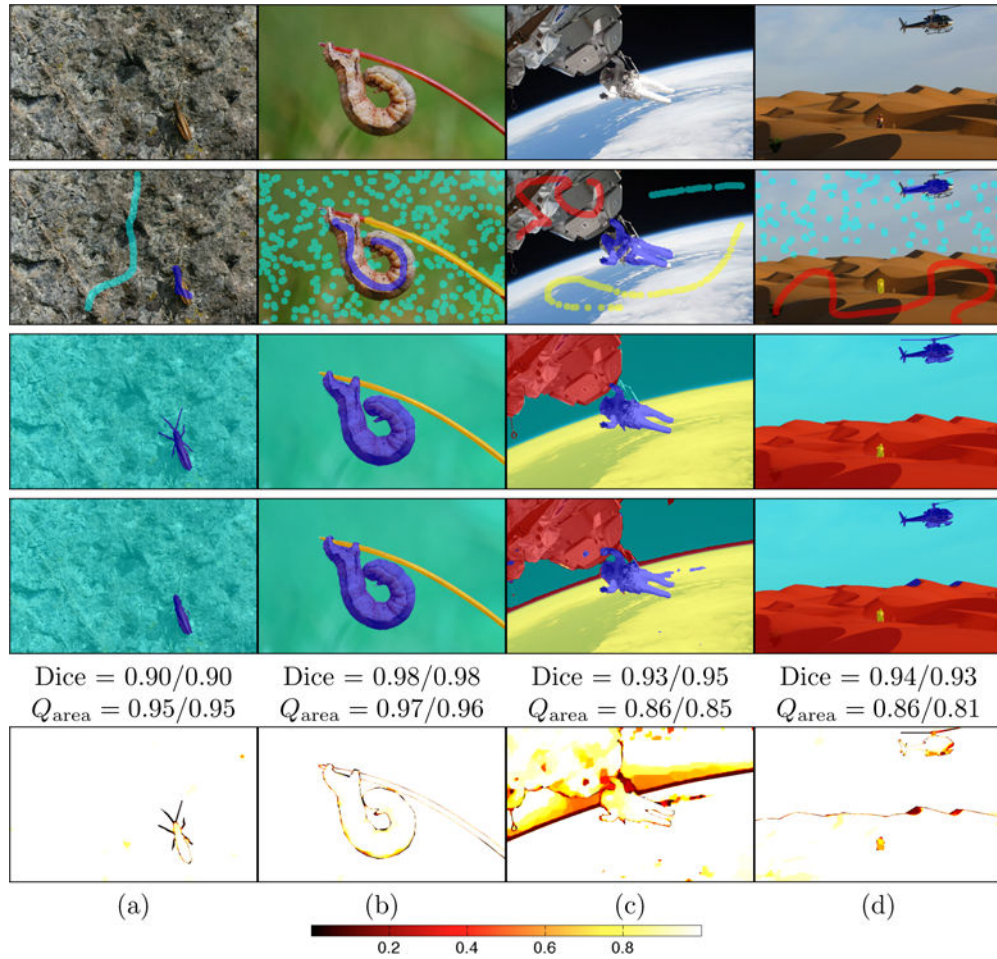 Dice = 0.90/0.90 Dice = 0.98/0.98 Dice = 0.93/0.95 Dice = 0.94/0.93
Q_area = 0.95/0.95 Q_area = 0.97/0.96 Q_area = 0.86/0.85 Q_area = 0.86/0.81
(a) (b) (c) (d)
0.2 0.4 0.6 0.8